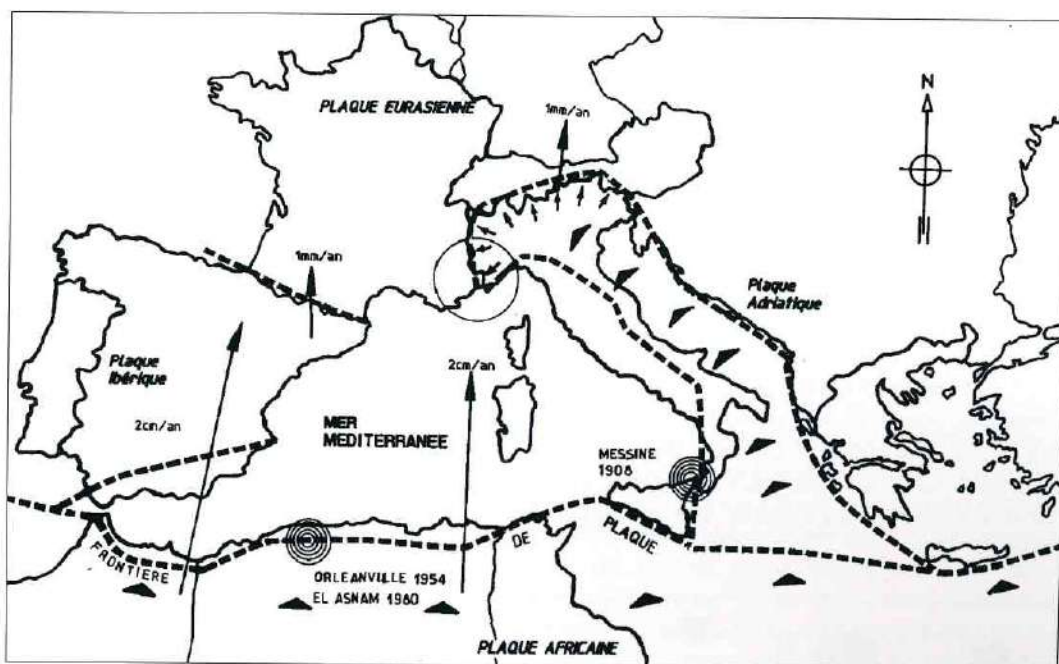 PLAQUE EURASIENNE
1mm/an
N
1mm/an
Plaque
Adriatique
Plaque
Ibérique
2cm/an
2cm/an
MER
MEDITERRANEE
MESSINE
1908
FRONTIERE
DE
PLAQUE
ORLEANVILLE 1954
EL ASNAM 1980
PLAQUE AFRICAINE